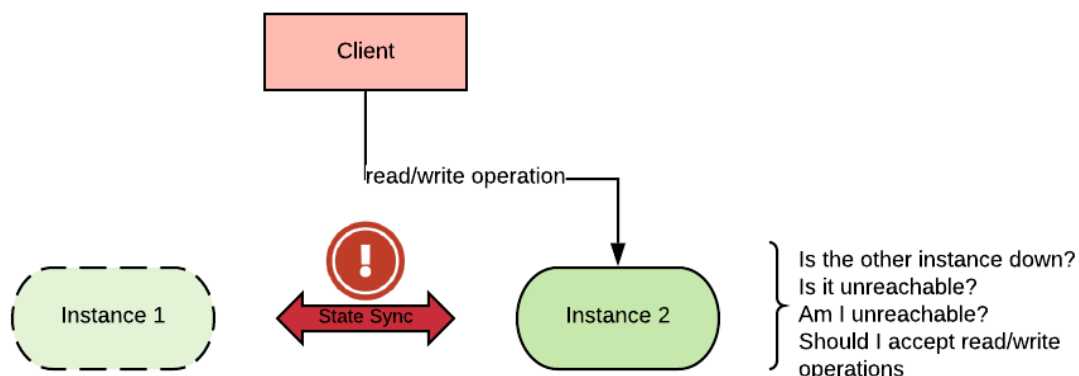 Client
read/write operation
!
Instance 1
State Sync
Instance 2
Is the other instance down?
Is it unreachable?
Am I unreachable?
Should I accept read/write
operations